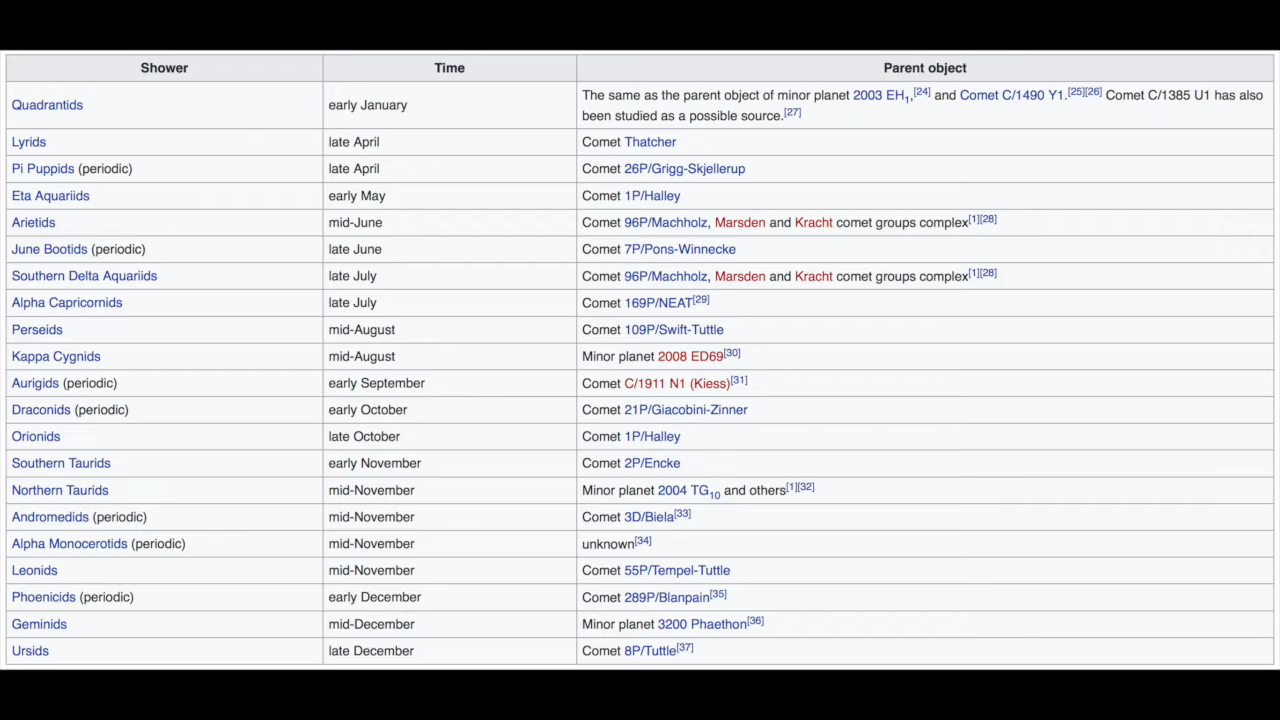 Shower Time Parent object
Quadrantids early January The same as the parent object of minor planet 2003 EH1,[24] and Comet C/1490 Y1.[25][26] Comet C/1385 U1 has also
been studied as a possible source.[27]
Lyrids late April Comet Thatcher
Pi Puppids (periodic) late April Comet 26P/Grigg-Skjellerup
Eta Aquariids early May Comet 1P/Halley
Arietids mid-June Comet 96P/Machholz, Marsden and Kracht comet groups complex[1][28]
June Bootids (periodic) late June Comet 7P/Pons-Winnecke
Southern Delta Aquariids late July Comet 96P/Machholz, Marsden and Kracht comet groups complex[1][28]
Alpha Capricornids late July Comet 169P/NEAT[29]
Perseids mid-August Comet 109P/Swift-Tuttle
Kappa Cygnids mid-August Minor planet 2008 ED69[30]
Aurigids (periodic) early September Comet C/1911 N1 (Kiess)[31]
Draconids (periodic) early October Comet 21P/Giacobini-Zinner
Orionids late October Comet 1P/Halley
Southern Taurids early November Comet 2P/Encke
Northern Taurids mid-November Minor planet 2004 TG10 and others[1][32]
Andromedids (periodic) mid-November Comet 3D/Biela[33]
Alpha Monocerotids (periodic) mid-November unknown[34]
Leonids mid-November Comet 55P/Tempel-Tuttle
Phoenicids (periodic) early December Comet 289P/Blanpain[35]
Geminids mid-December Minor planet 3200 Phaethon[36]
Ursids late December Comet 8P/Tuttle[37]